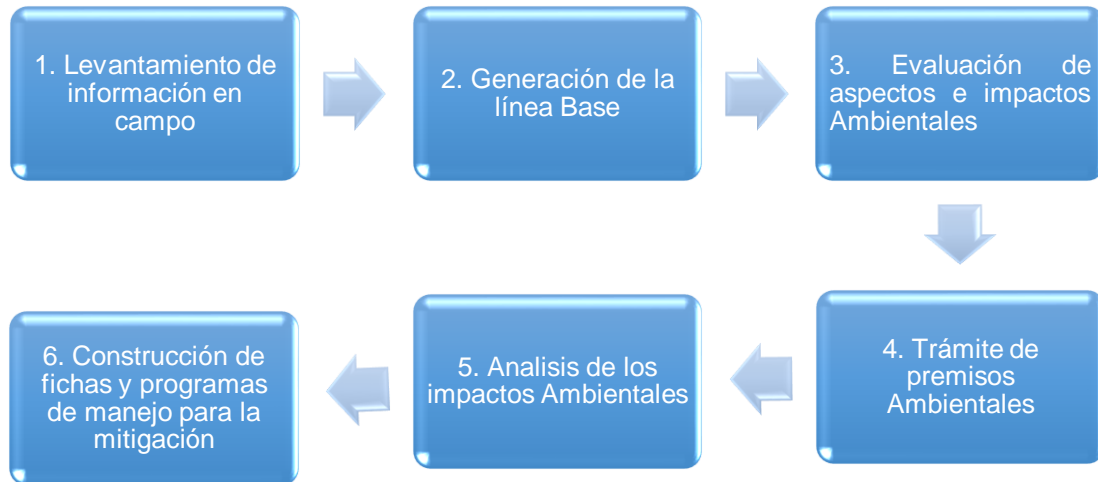 1. Levantamiento de
información en
campo
2. Generación de la
línea Base
3. Evaluación de
aspectos e impactos
Ambientales
4. Trámite de
premisos
Ambientales
5. Analisis de los
impactos Ambientales
6. Construcción de
fichas y programas
de manejo para la
mitigación